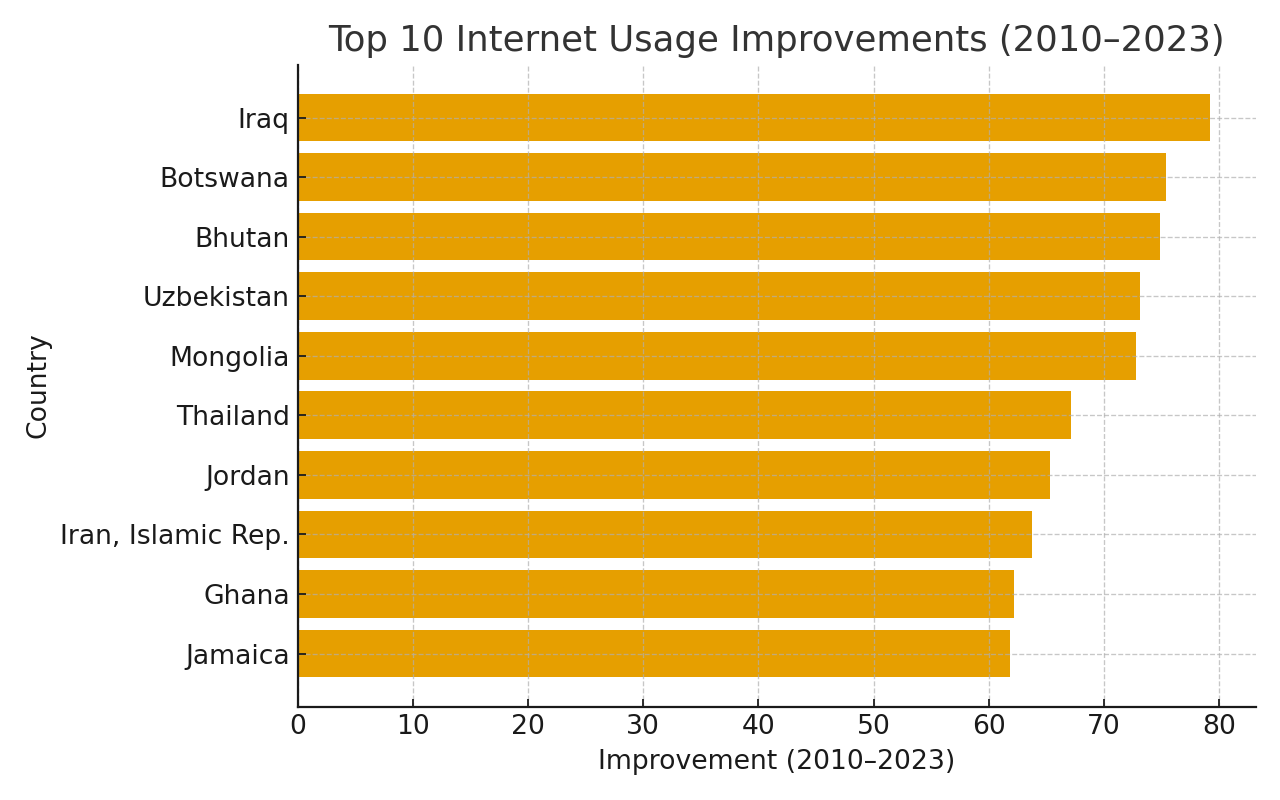 Top 10 Internet Usage Improvements (2010–2023)
Country
Iraq
Botswana
Bhutan
Uzbekistan
Mongolia
Thailand
Jordan
Iran, Islamic Rep.
Ghana
Jamaica
0 10 20 30 40 50 60 70 80
Improvement (2010–2023)